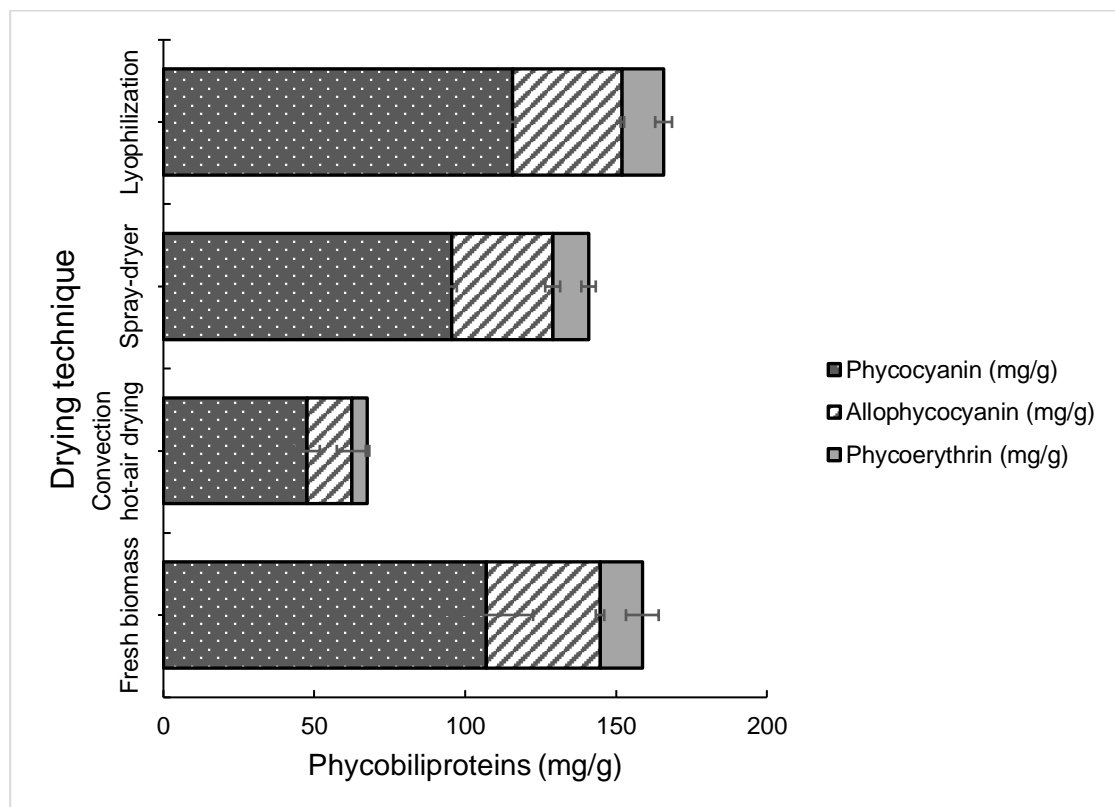 Drying technique
Lyophilization
Spray-dryer
Convection
hot-air drying
Fresh biomass
0 50 100 150 200
Phycobiliproteins (mg/g)
Phycocyanin (mg/g)
Allophycocyanin (mg/g)
Phycoerythrin (mg/g)